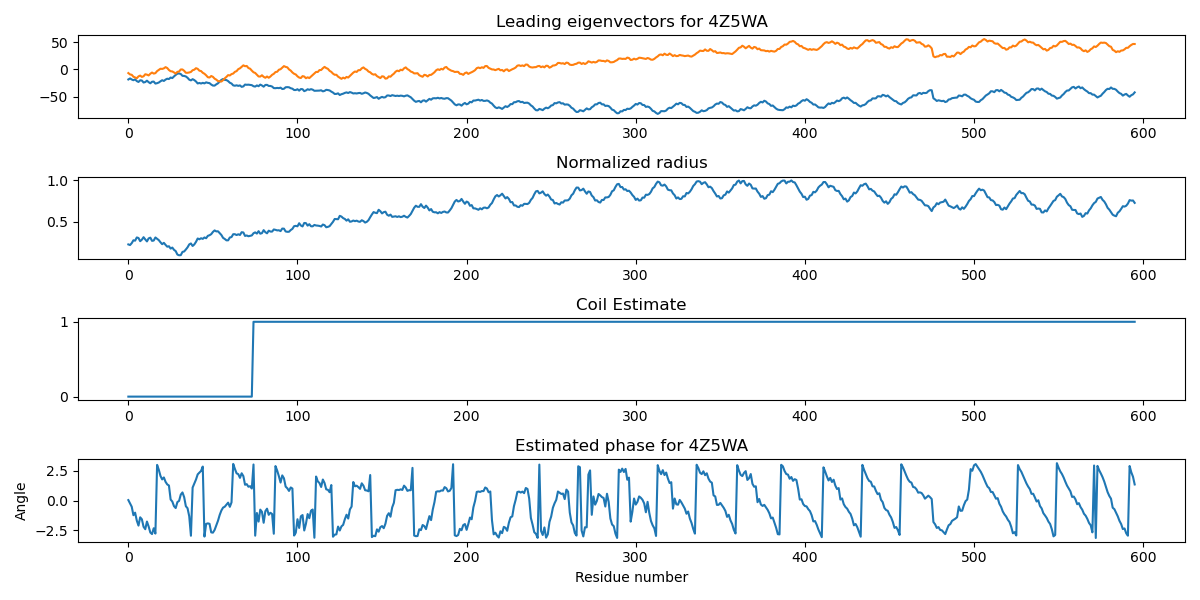 Leading eigenvectors for 4Z5WA
50
0
−50
0 100 200 300 400 500 600
Normalized radius
1.0
0.5
0 100 200 300 400 500 600
Coil Estimate
1
0
0 100 200 300 400 500 600
Estimated phase for 4Z5WA
Angle
2.5
0.0
−2.5
0 100 200 300 400 500 600
Residue number